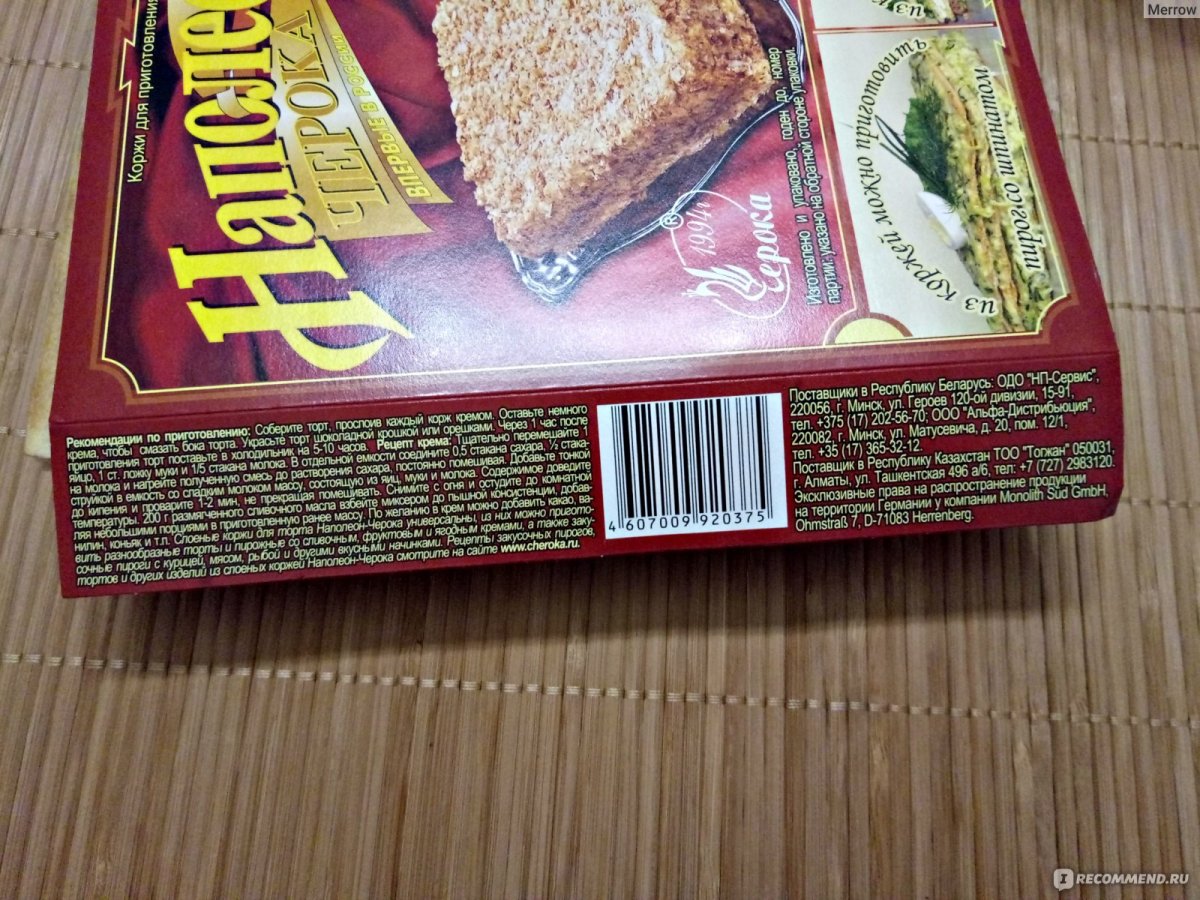 Merrow
Коржи для приготовления
Наполе
ЧЕРОКА
ВПЕРВЫЕ В РОССИИ
1994г
®
Черока
Изготовлено и упаковано, годен до, номер
партии: указано на обратной стороне упаковки.
из
из коржей можно приготовить
пирог со шпинатом
Рекомендации по приготовлению: Соберите торт, прослоив каждый корж кремом. Оставьте немного
крема, чтобы смазать бока торта. Украсьте торт шоколадной крошкой или орешками. Через 1 час после
приготовления торт поставьте в холодильник на 5-10 часов. Рецепт крема: Тщательно перемешайте 1
яйцо, 1 ст. ложку муки и 1/5 стакана молока. В отдельной емкости соедините 0,5 стакана сахара, ½ стака-
на молока и нагрейте полученную смесь до растворения сахара, постоянно помешивая. Добавьте тонкой
струйкой в емкость со сладким молоком массу, состоящую из яиц, муки и молока. Содержимое доведите
до кипения и проварите 1-2 мин, не прекращая помешивать. Снимите с огня и остудите до комнатной
температуры. 200 г размягченного сливочного масла взбейте миксером до пышной консистенции, добав-
ляя небольшими порциями в приготовленную ранее массу. По желанию в крем можно добавить какао, ва-
нилин, коньяк и т.п. Слоеные коржи для торта Наполеон-Черока универсальны, из них можно пригото-
вить разнообразные торты и пирожные со сливочным, фруктовым и ягодным кремами, а также заку-
сочные пироги с курицей, мясом, рыбой и другими вкусными начинками. Рецепты закусочных пирогов,
тортов и других изделий из слоеных коржей Наполеон-Черока смотрите на сайте www.cheroka.ru.
4 607009 920375
Поставщики в Республику Беларусь: ОДО "НП-Сервис",
220056, г. Минск, ул. Героев 120-ой дивизии, 15-91,
тел. +375 (17) 202-56-70; ООО "Альфа-Дистрибьюция",
220082, г. Минск, ул. Матусевича, д. 20, пом. 12/1,
тел. +35 (17) 365-32-12.
Поставщик в Республику Казахстан ТОО "Тогжан" 050031,
г. Алматы, ул. Ташкентская 496 а/6, тел: +7 (727) 2983120.
Эксклюзивные права на распространение продукции
на территории Германии у компании Monolith Süd GmbH,
Ohmstraß 7, D-71083 Herrenberg.
IRECOMMEND.RU